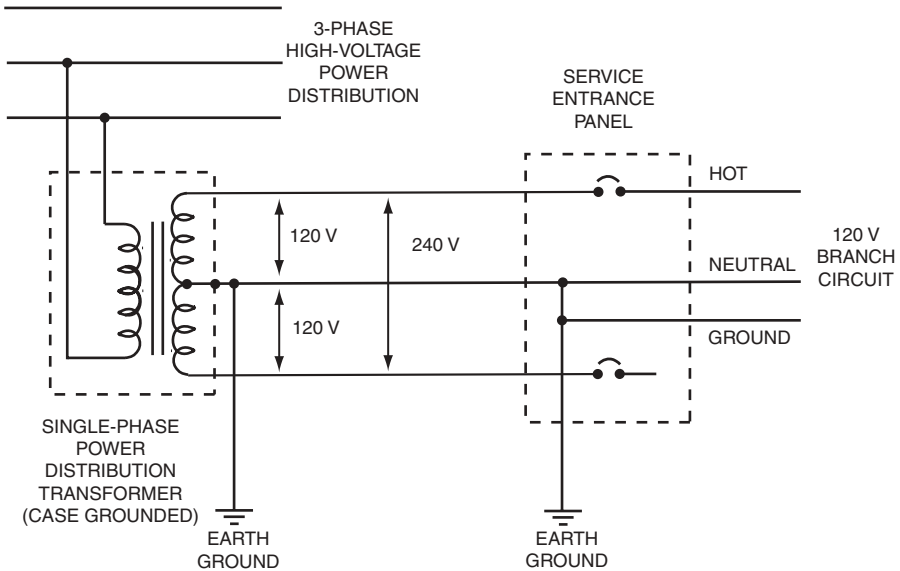 3-PHASE
HIGH-VOLTAGE
POWER
DISTRIBUTION
SERVICE
ENTRANCE
PANEL
HOT
120 V
240 V
NEUTRAL
120 V
BRANCH
CIRCUIT
120 V
GROUND
SINGLE-PHASE
POWER
DISTRIBUTION
TRANSFORMER
(CASE GROUNDED)
EARTH
GROUND
EARTH
GROUND